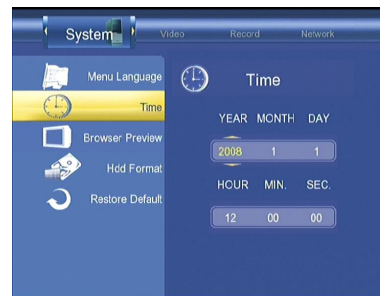 System Video Record Network
Menu Language
Time
Browser Preview
Hdd Format
Restore Default
Time
YEAR MONTH DAY
2008 1 1
HOUR MIN. SEC.
12 00 00